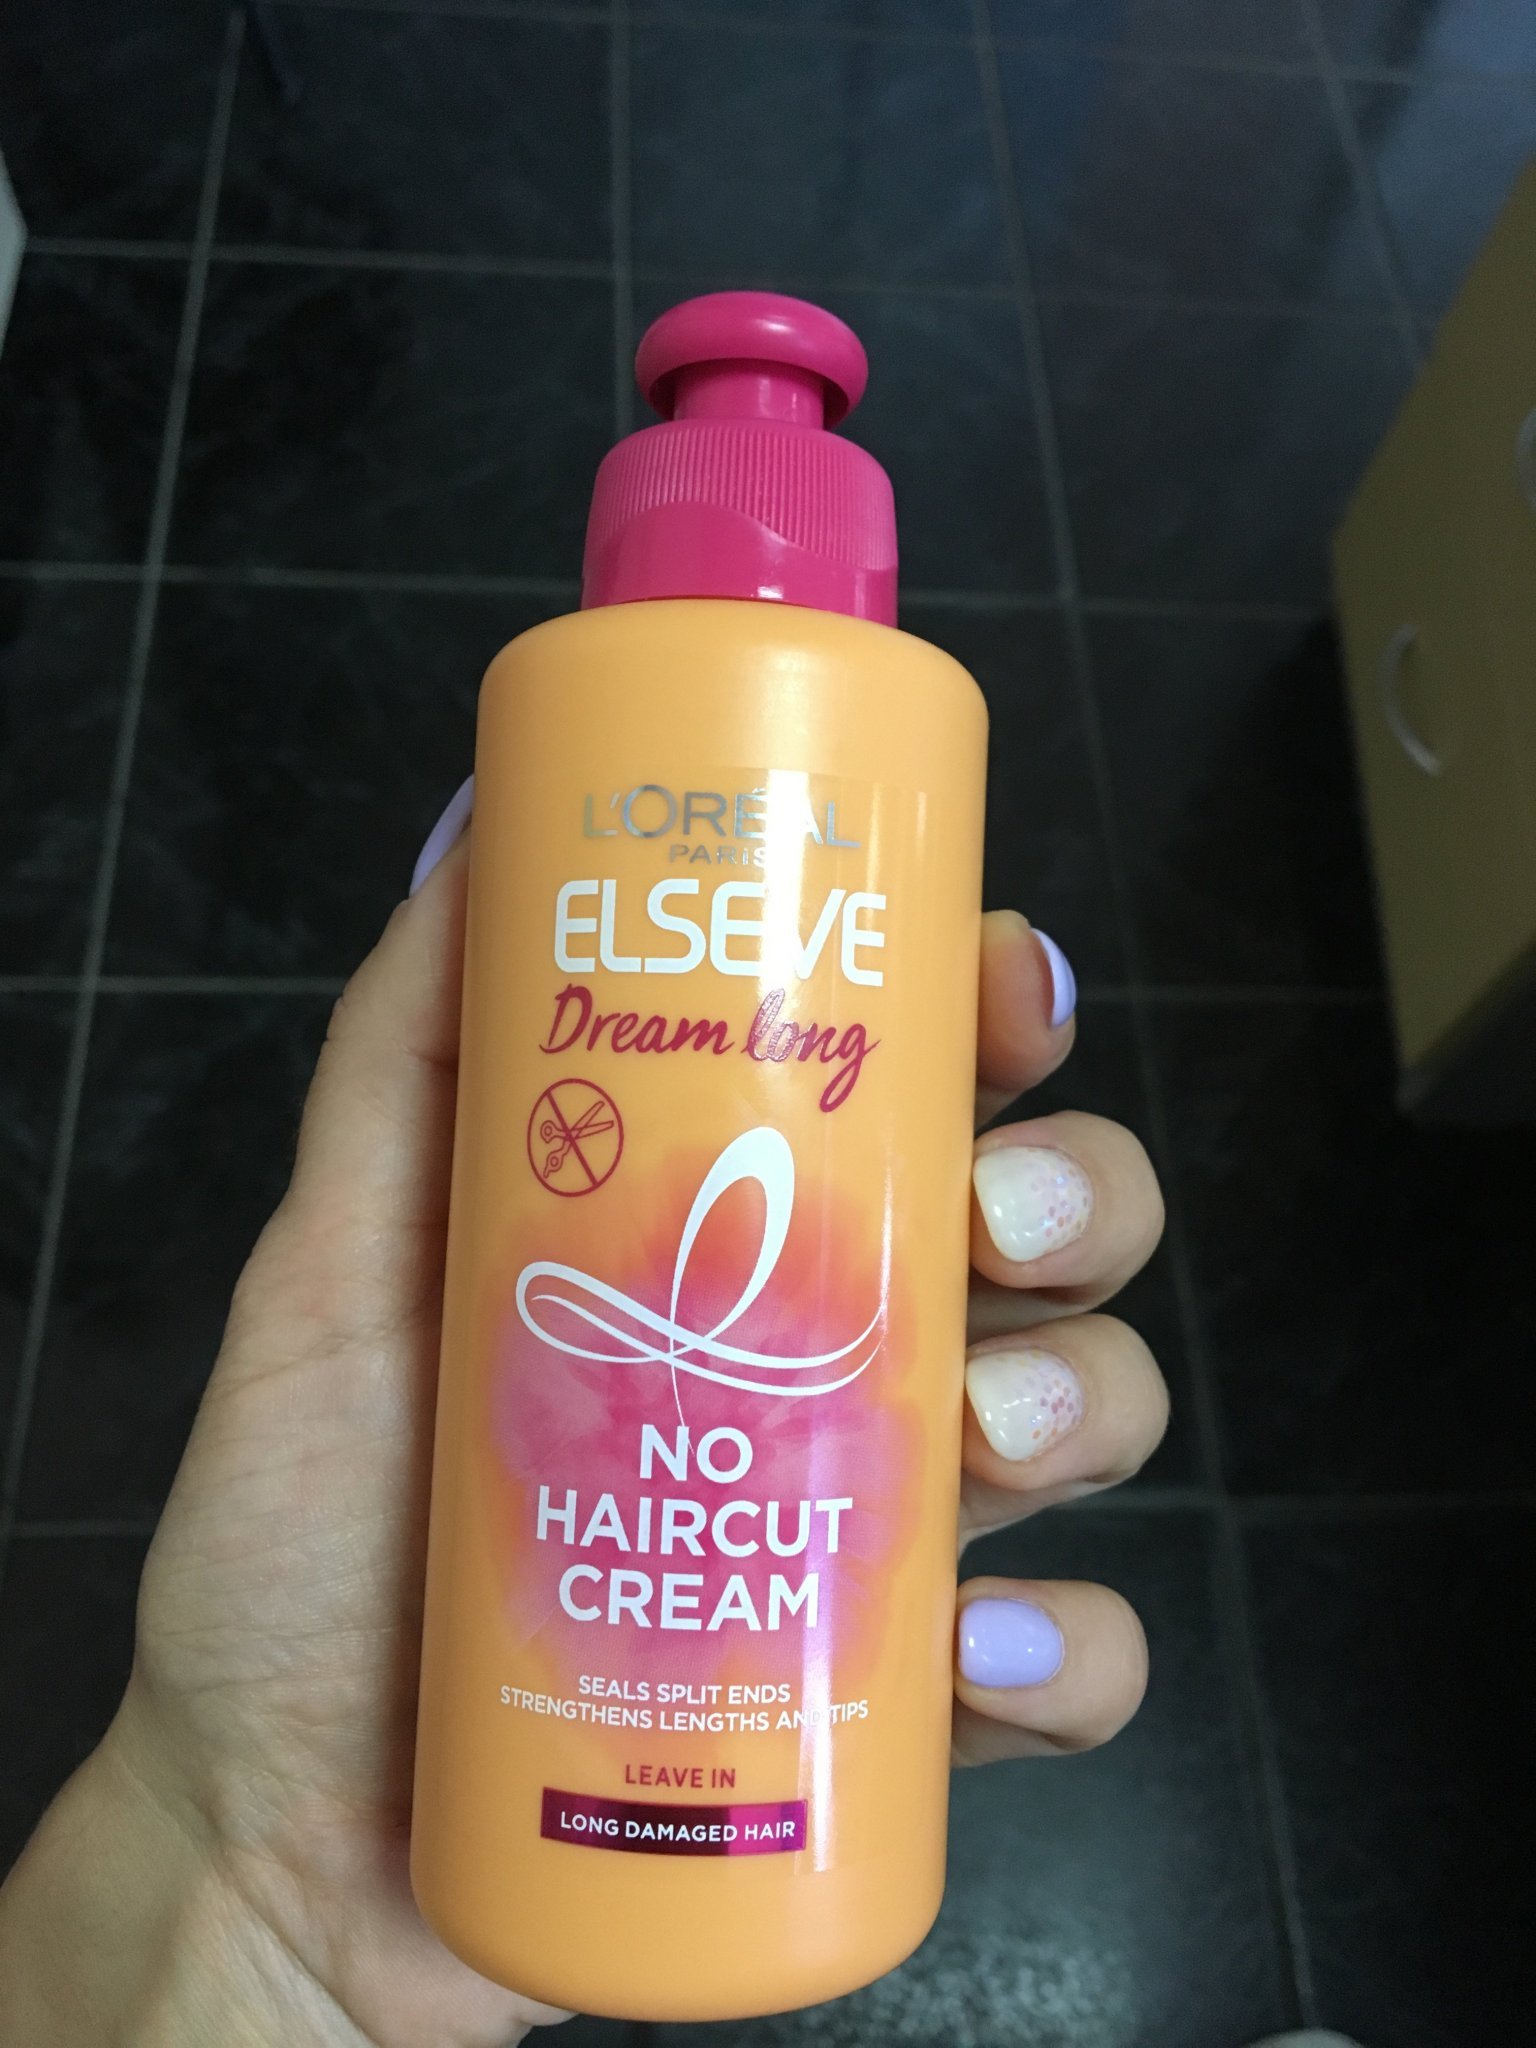 L'ORÉAL
PARiS
ELSEVE
Dream long
NO
HAIRCUT
CREAM
SEALS SPLIT ENDS
STRENGTHENS LENGTHS AND TIPS
LEAVE IN
LONG DAMAGED HAIR